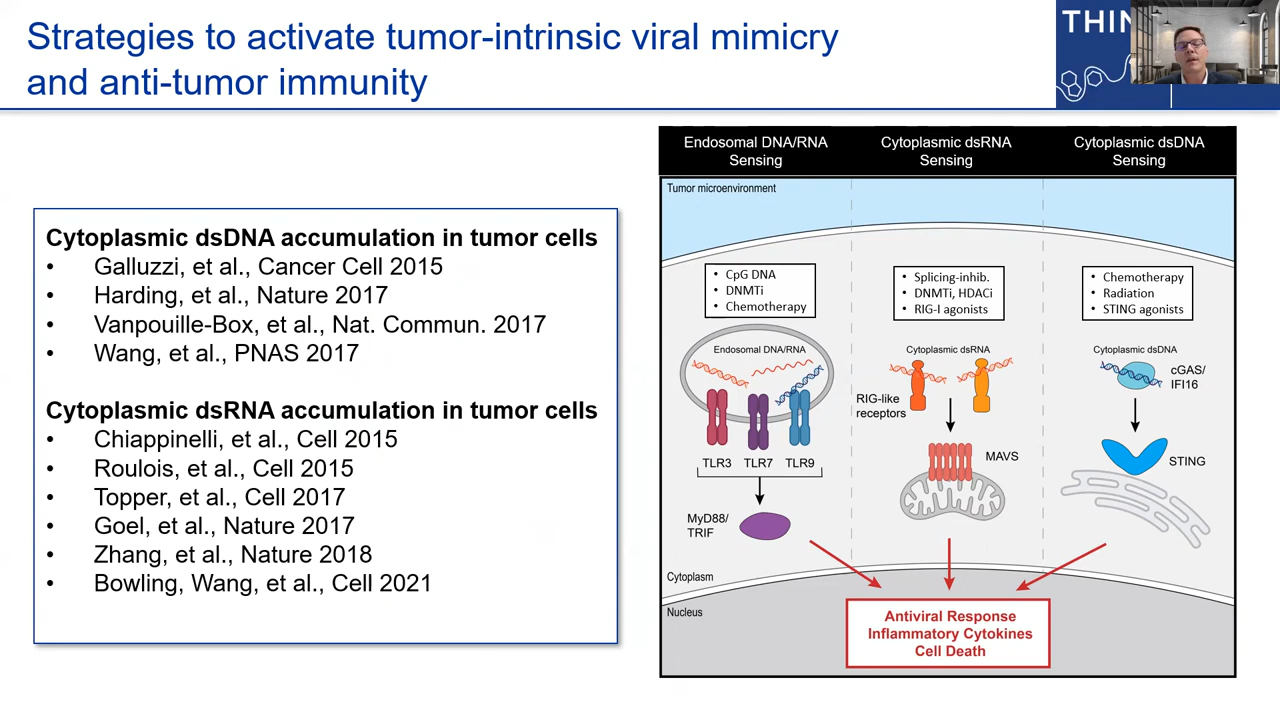 Strategies to activate tumor-intrinsic viral mimicry
and anti-tumor immunity
Cytoplasmic dsDNA accumulation in tumor cells
• Galluzzi, et al., Cancer Cell 2015
• Harding, et al., Nature 2017
• Vanpouille-Box, et al., Nat. Commun. 2017
• Wang, et al., PNAS 2017
Cytoplasmic dsRNA accumulation in tumor cells
• Chiappinelli, et al., Cell 2015
• Roulois, et al., Cell 2015
• Topper, et al., Cell 2017
• Goel, et al., Nature 2017
• Zhang, et al., Nature 2018
• Bowling, Wang, et al., Cell 2021
Endosomal DNA/RNA
Sensing
Cytoplasmic dsRNA
Sensing
Cytoplasmic dsDNA
Sensing
Tumor microenvironment
• CpG DNA
• DNMTi
• Chemotherapy
• Splicing-inhib.
• DNMTi, HDACi
• RIG-I agonists
• Chemotherapy
• Radiation
• STING agonists
Endosomal DNA/RNA
Cytoplasmic dsRNA
Cytoplasmic dsDNA
cGAS/
IFI16
RIG-like
receptors
TLR3 TLR7 TLR9
MAVS
STING
MyD88/
TRIF
Cytoplasm
Nucleus
Antiviral Response
Inflammatory Cytokines
Cell Death